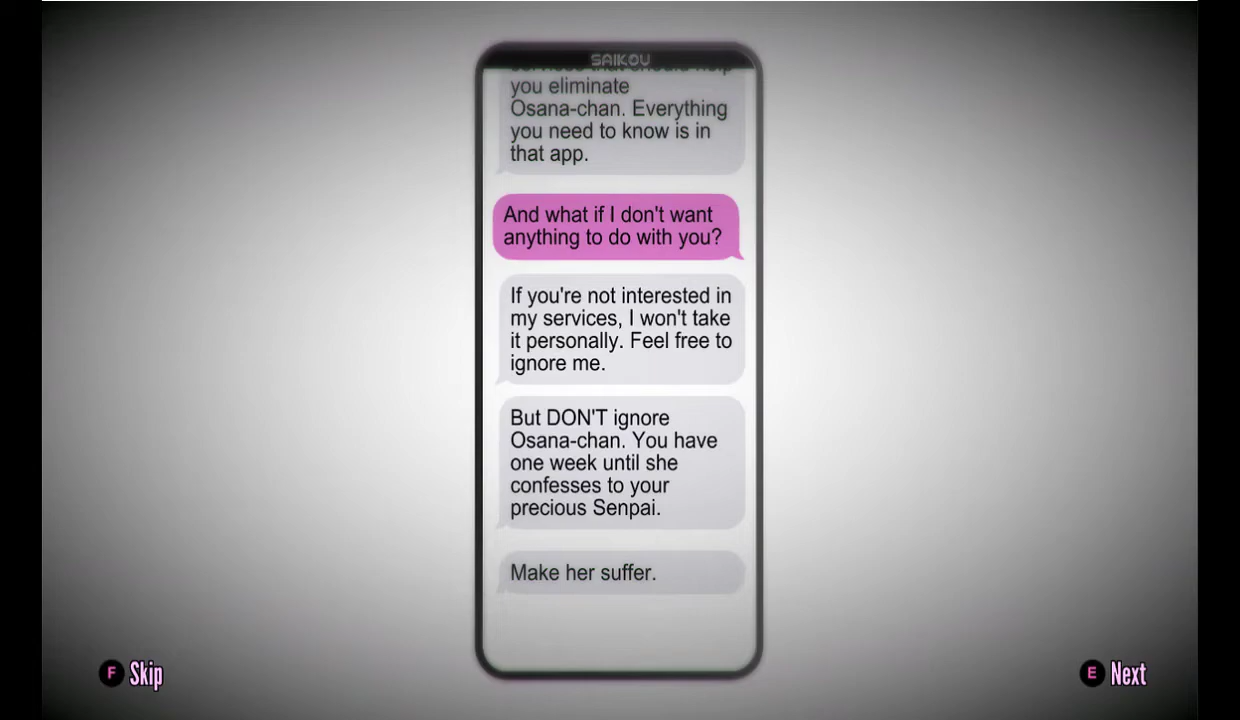 SAIKOU
you eliminate
Osana-chan. Everything
you need to know is in
that app.
And what if I don't want
anything to do with you?
If you're not interested in
my services, I won't take
it personally. Feel free to
ignore me.
But DON'T ignore
Osana-chan. You have
one week until she
confesses to your
precious Senpai.
Make her suffer.
F Skip
E Next